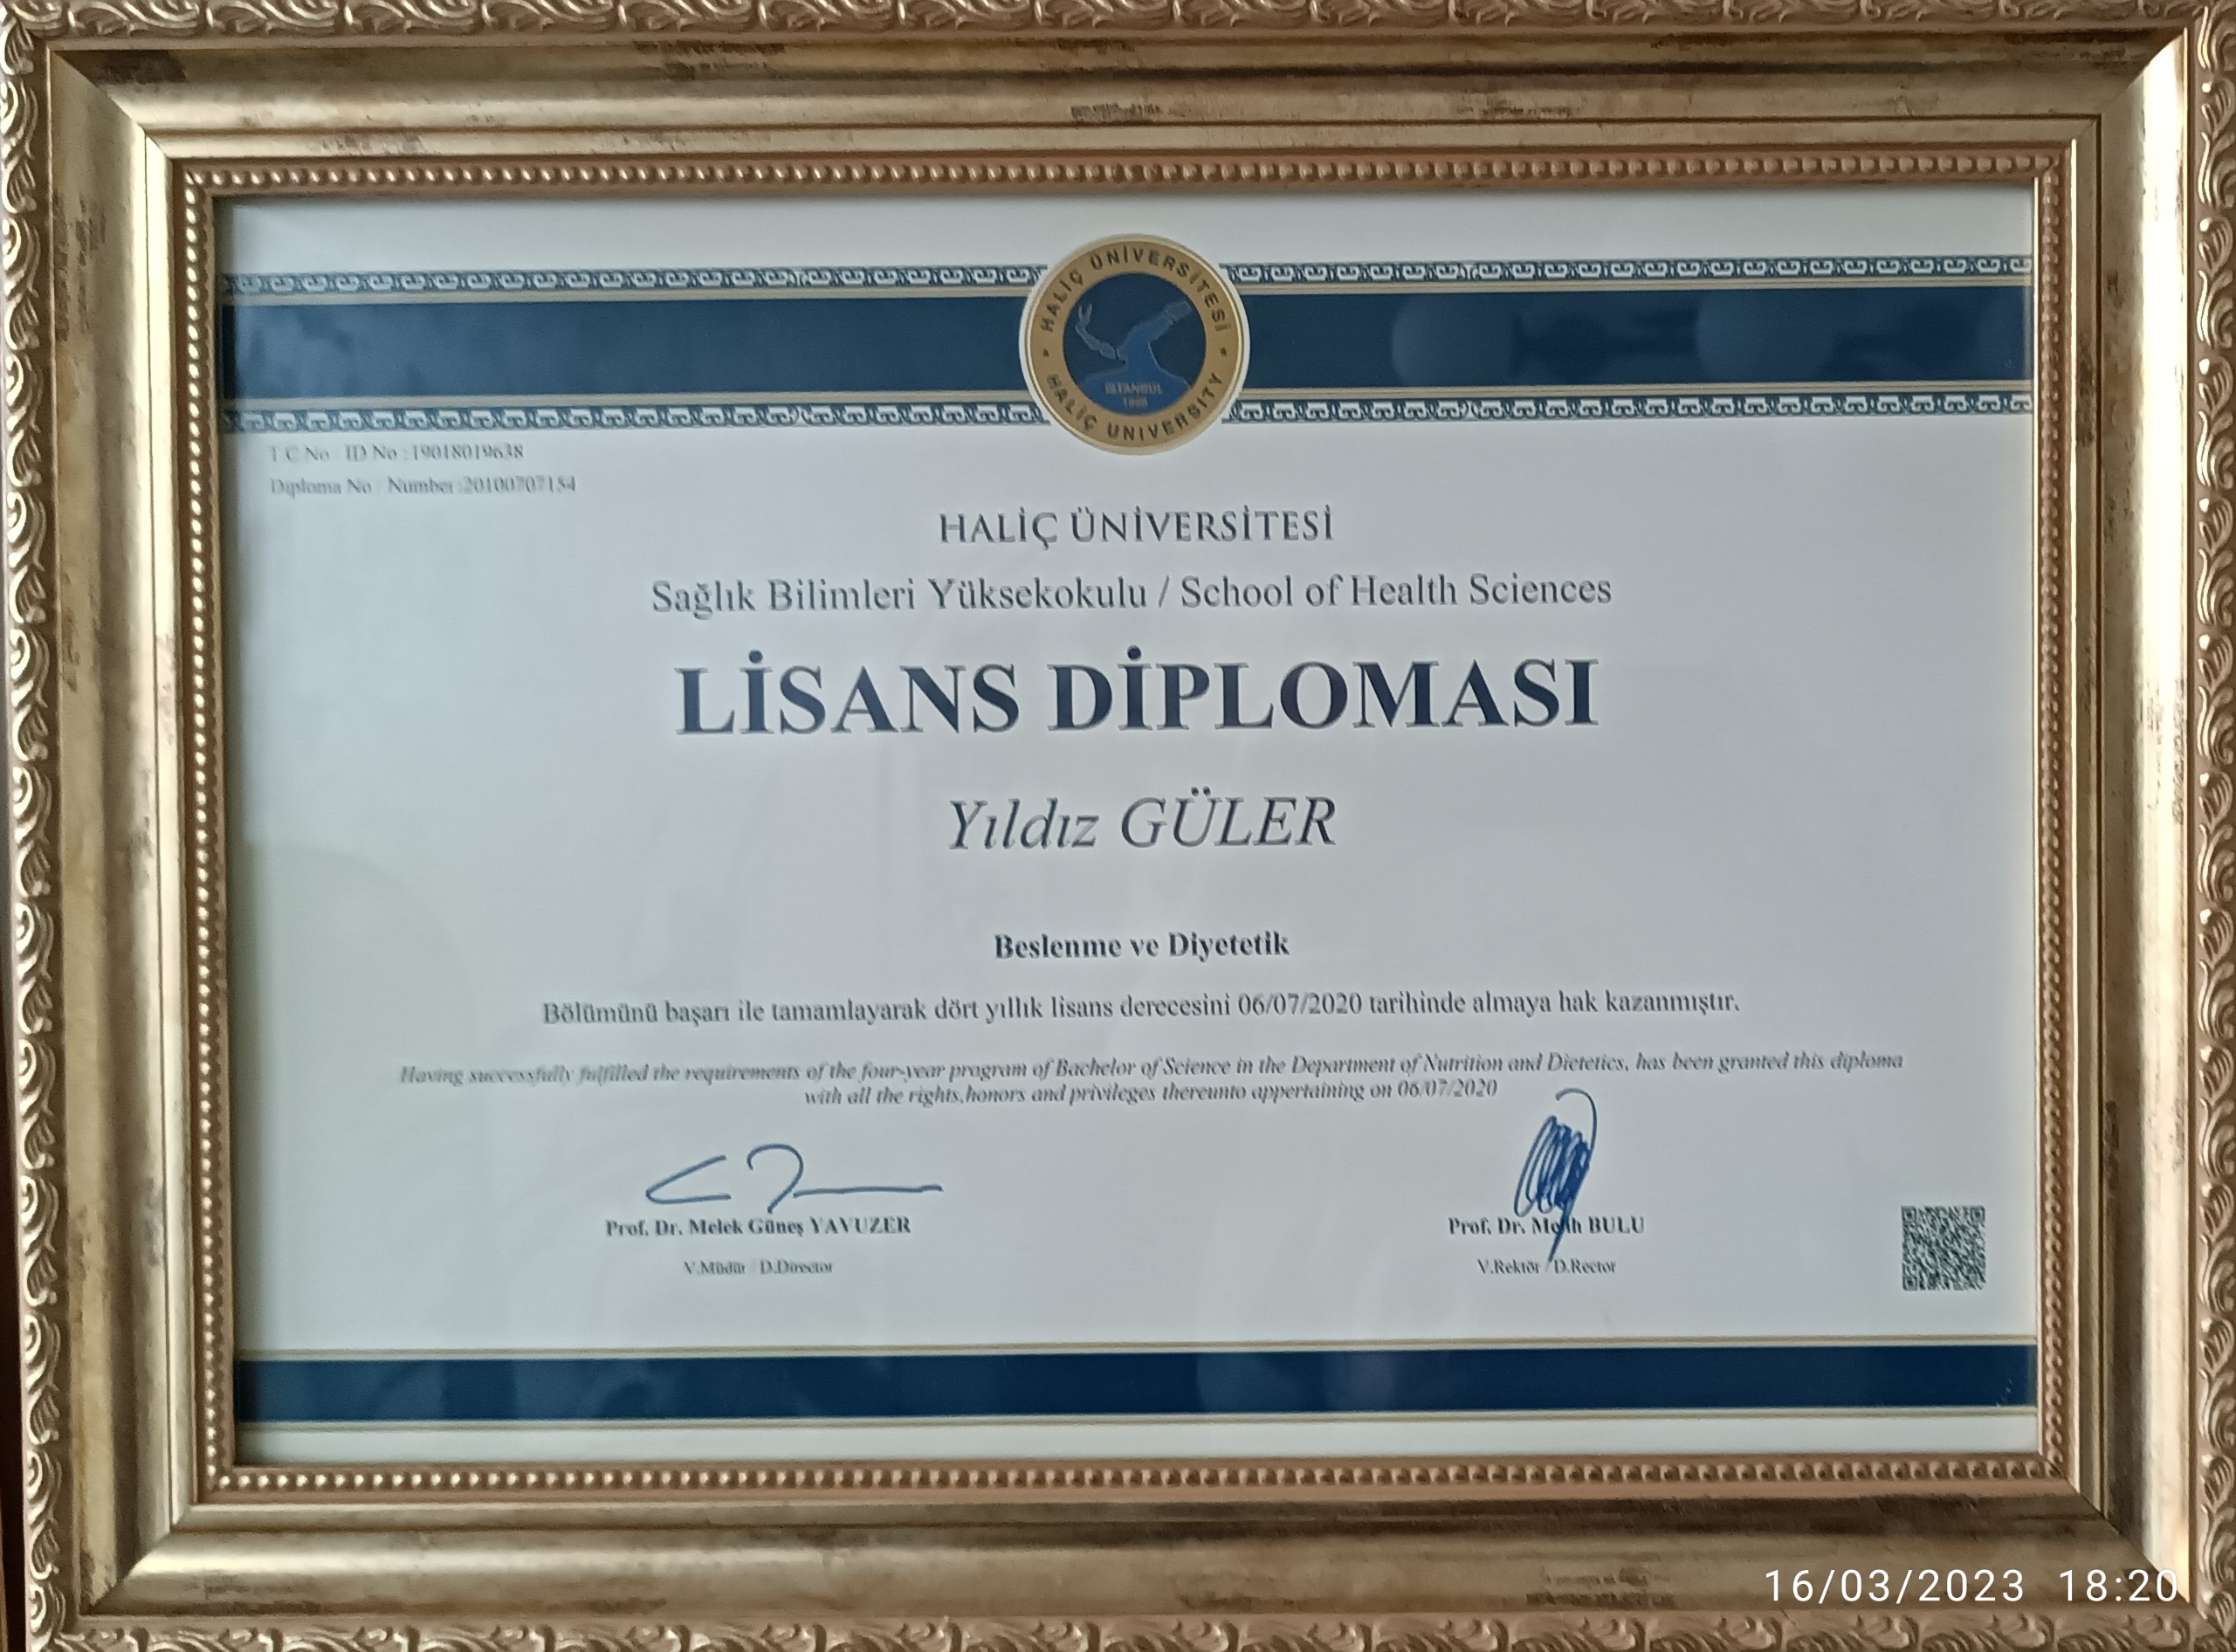 HALİÇ ÜNİVERSİTESİ
İSTANBUL
1998
HALİÇ UNIVERSITY
T.C No / ID No :19018019638
Diploma No / Number:20100707154
HALİÇ ÜNİVERSİTESİ
Sağlık Bilimleri Yüksekokulu / School of Health Sciences
LİSANS DİPLOMASI
Yıldız GÜLER
Beslenme ve Diyetetik
Bölümünü başarı ile tamamlayarak dört yıllık lisans derecesini 06/07/2020 tarihinde almaya hak kazanmıştır.
Having successfully fulfilled the requirements of the four-year program of Bachelor of Science in the Department of Nutrition and Dietetics, has been granted this diploma
with all the rights,honors and privileges thereunto appertaining on 06/07/2020
Prof. Dr. Melek Güneş YAVUZER
Prof. Dr. BULU
V.Müdür / D.Director
V.Rektör / D.Rector
16/03/2023 18:20